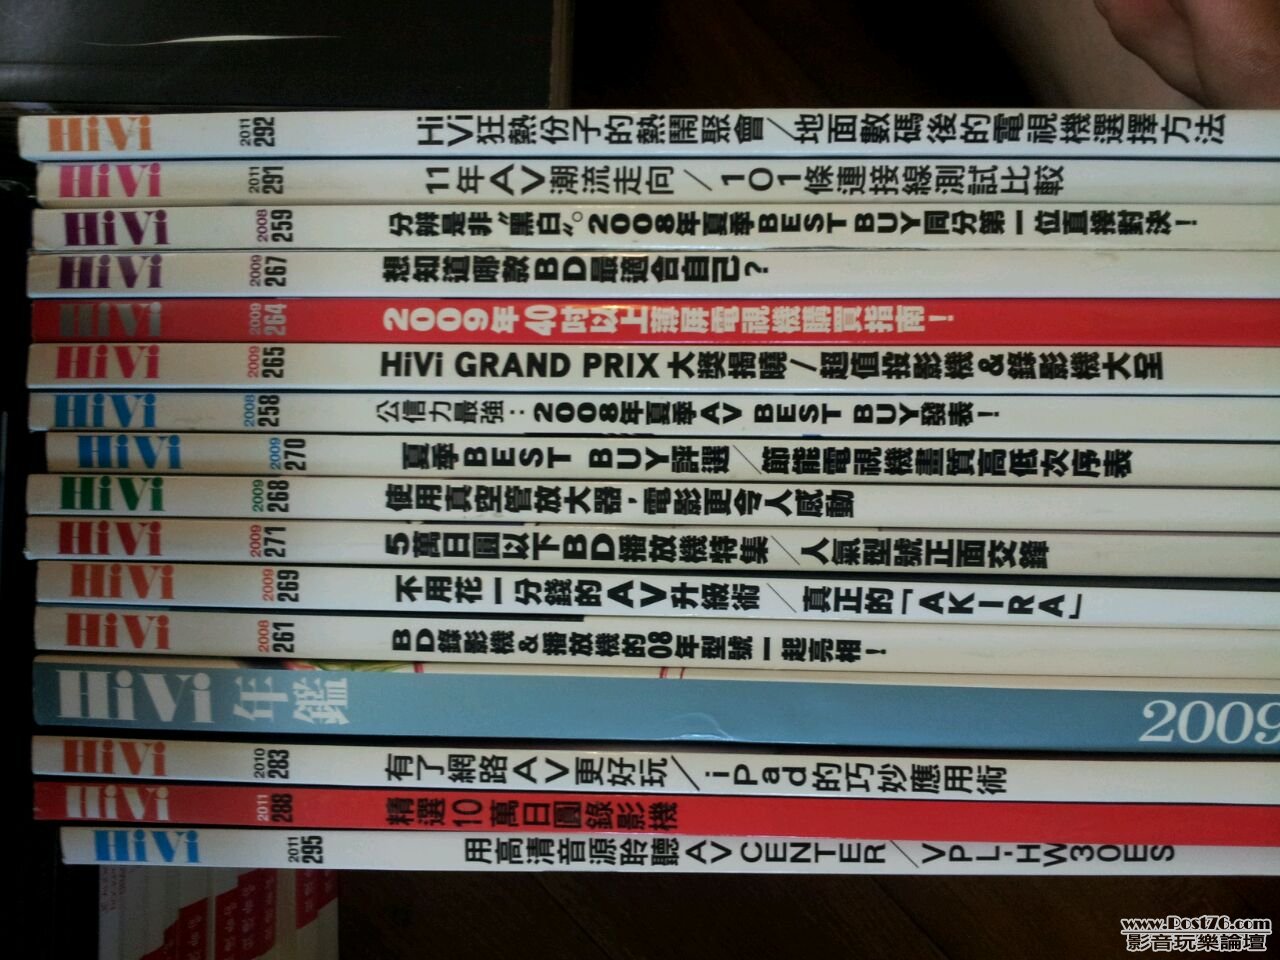 HiVi 2011 292 HiVi狂熱份子的熱鬧聚會／地面數碼後的電視機選擇方法
HiVi 2011 291 11年AV潮流走向／101條連接線測試比較
HiVi 2008 259 分辨是非“黑白”。2008年夏季BEST BUY同分第一位直接對決！
HiVi 2009 267 想知道哪款BD最適合自己？
HiVi 2009 264 2009年40吋以上薄屏電視機購買指南！
HiVi 2009 265 HiVi GRAND PRIX大獎揭曉／超值投影機&錄影機大全
HiVi 2008 258 公信力最強：2008年夏季AV BEST BUY發表！
HiVi 2009 270 夏季BEST BUY評選／節能電視機畫質高低次序表
HiVi 2009 268 使用真空管放大器，電影更令人感動
HiVi 2009 271 5萬日圓以下BD播放機特集／人氣型號正面交鋒
HiVi 2009 269 不用花一分錢的AV升級術／真正的「AKIRA」
HiVi 2008 261 BD錄影機&播放機的08年型號一起亮相！
HiVi年鑑 2009
HiVi 2010 283 有了網路AV更好玩／iPad的巧妙應用術
HiVi 2011 288 精選10萬日圓錄影機
HiVi 2011 295 用高清音源聆聽AV CENTER／VPL-HW30ES
www.Post76.com
影音玩樂論壇